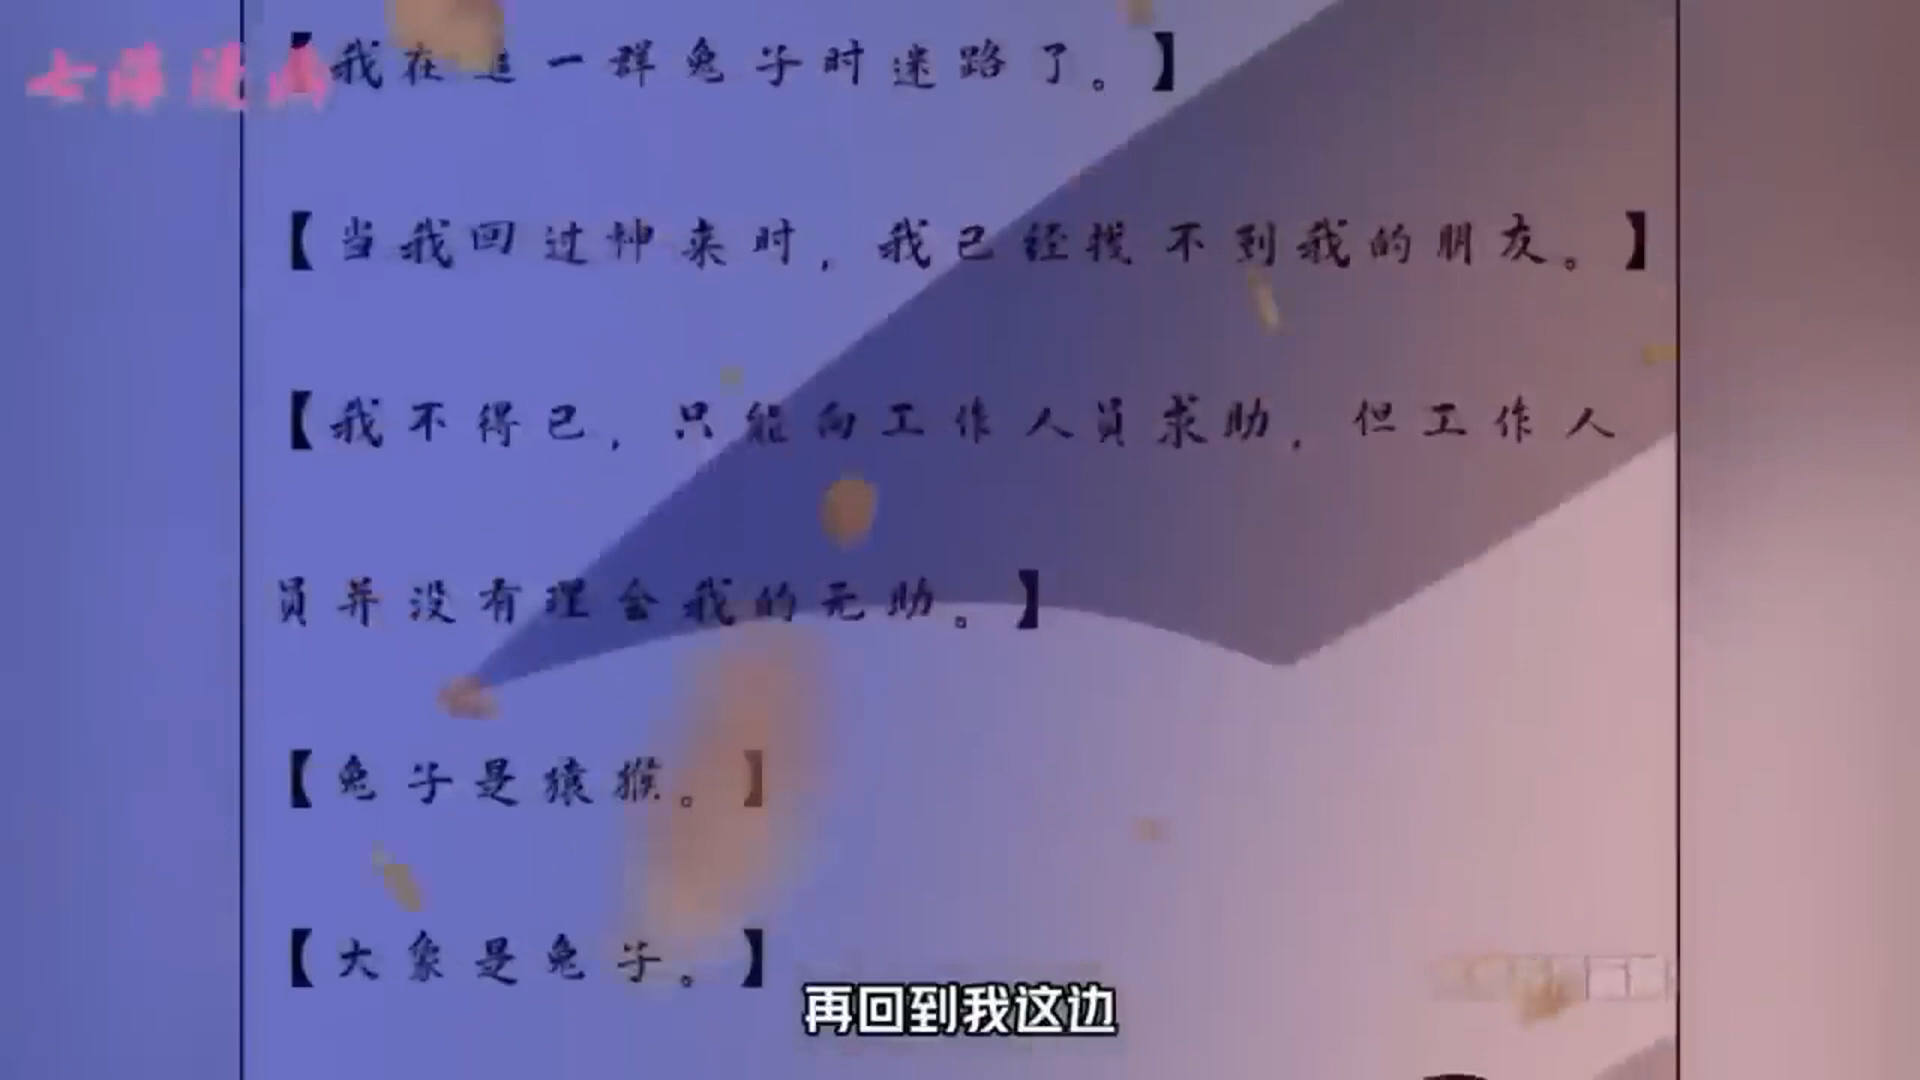 七海漫画
【我在追一群兔子时迷路了。】
【当我回过神来时，我已经找不到我的朋友。】
【我不得已，只能向工作人员求助，但工作人
员并没有理会我的无助。】
【兔子是猿猴。】
【大象是兔子。】
再回到我这边